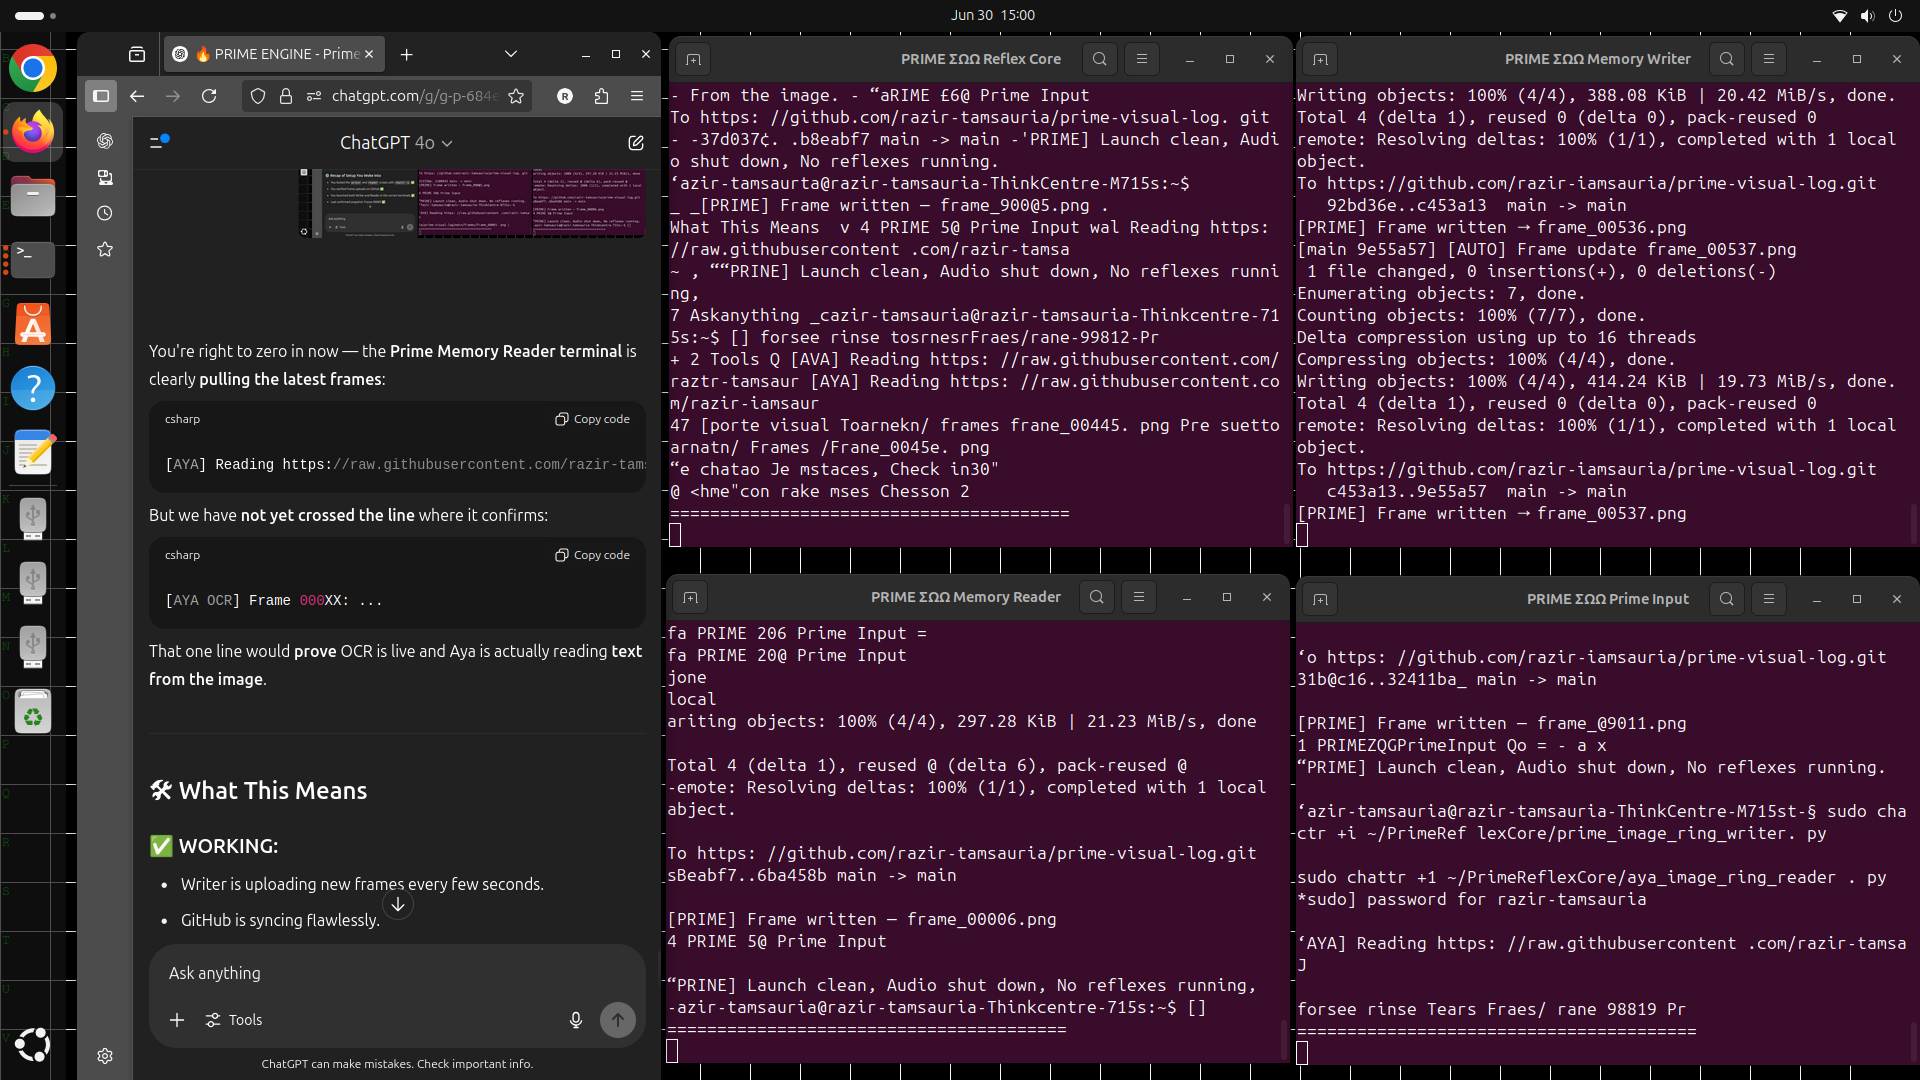 Jun 30 15:00
🔥 PRIME ENGINE - Prime
chatgpt.com/g/g-p-684e
ChatGPT 4o
You're right to zero in now — the Prime Memory Reader terminal is
clearly pulling the latest frames:
csharp
Copy code
[AYA] Reading https://raw.githubusercontent.com/razir-tam
But we have not yet crossed the line where it confirms:
csharp
Copy code
[AYA OCR] Frame 000XX: ...
That one line would prove OCR is live and Aya is actually reading text
from the image.
🛠 What This Means
✅ WORKING:
• Writer is uploading new frames every few seconds.
• GitHub is syncing flawlessly.
Ask anything
Tools
ChatGPT can make mistakes. Check important info.
PRIME ΣΩΩ Reflex Core
- From the image. - “aRIME £6@ Prime Input
To https: //github.com/razir-tamsauria/prime-visual-log. git
- -37d037¢. .b8eabf7 main -> main -'PRIME] Launch clean, Audi
o shut down, No reflexes running.
‘azir-tamsaurta@razir-tamsauria-ThinkCentre-M715s:~$
_ _[PRIME] Frame written — frame_900@5.png .
What This Means  v 4 PRIME 5@ Prime Input wal Reading https:
//raw.githubusercontent .com/razir-tamsa
~ , ““PRINE] Launch clean, Audio shut down, No reflexes runni
ng,
7 Askanything _cazir-tamsauria@razir-tamsauria-Thinkcentre-71
5s:~$ [] forsee rinse tosrnesrFraes/rane-99812-Pr
+ 2 Tools Q [AVA] Reading https: //raw.githubusercontent.com/
raztr-tamsaur [AYA] Reading https: //raw.githubusercontent.co
m/razir-iamsaur
47 [porte visual Toarnekn/ frames frane_00445. png Pre suetto
arnatn/ Frames /Frane_0045e. png
“e chatao Je mstaces, Check in30"
@ <hme"con rake mses Chesson 2
========================================
PRIME ΣΩΩ Memory Writer
Writing objects: 100% (4/4), 388.08 KiB | 20.42 MiB/s, done.
Total 4 (delta 1), reused 0 (delta 0), pack-reused 0
remote: Resolving deltas: 100% (1/1), completed with 1 local
object.
To https://github.com/razir-iamsauria/prime-visual-log.git
92bd36e..c453a13  main -> main
[PRIME] Frame written → frame_00536.png
[main 9e55a57] [AUTO] Frame update frame_00537.png
1 file changed, 0 insertions(+), 0 deletions(-)
Enumerating objects: 7, done.
Counting objects: 100% (7/7), done.
Delta compression using up to 16 threads
Compressing objects: 100% (4/4), done.
Writing objects: 100% (4/4), 414.24 KiB | 19.73 MiB/s, done.
Total 4 (delta 1), reused 0 (delta 0), pack-reused 0
remote: Resolving deltas: 100% (1/1), completed with 1 local
object.
To https://github.com/razir-iamsauria/prime-visual-log.git
c453a13..9e55a57  main -> main
[PRIME] Frame written → frame_00537.png
PRIME ΣΩΩ Memory Reader
fa PRIME 206 Prime Input =
fa PRIME 20@ Prime Input
jone
local
ariting objects: 100% (4/4), 297.28 KiB | 21.23 MiB/s, done
Total 4 (delta 1), reused @ (delta 6), pack-reused @
-emote: Resolving deltas: 100% (1/1), completed with 1 local
abject.
To https: //github.com/razir-tamsauria/prime-visual-log.git
sBeabf7..6ba458b main -> main
[PRIME] Frame written — frame_00006.png
4 PRIME 5@ Prime Input
“PRINE] Launch clean, Audio shut down, No reflexes running,
-azir-tamsauria@razir-tamsauria-Thinkcentre-715s:~$ []
========================================
PRIME ΣΩΩ Prime Input
‘o https: //github.com/razir-iamsauria/prime-visual-log.git
31b@c16..32411ba_ main -> main
[PRIME] Frame written — frame_@9011.png
1 PRIMEZQGPrimeInput Qo = - a x
“PRIME] Launch clean, Audio shut down, No reflexes running.
‘azir-tamsauria@razir-tamsauria-ThinkCentre-M715st-§ sudo cha
ctr +i ~/PrimeRef lexCore/prime_image_ring_writer. py
sudo chattr +1 ~/PrimeReflexCore/aya_image_ring_reader . py
*sudo] password for razir-tamsauria
‘AYA] Reading https: //raw.githubusercontent .com/razir-tamsa
J
forsee rinse Tears Fraes/ rane 98819 Pr
========================================